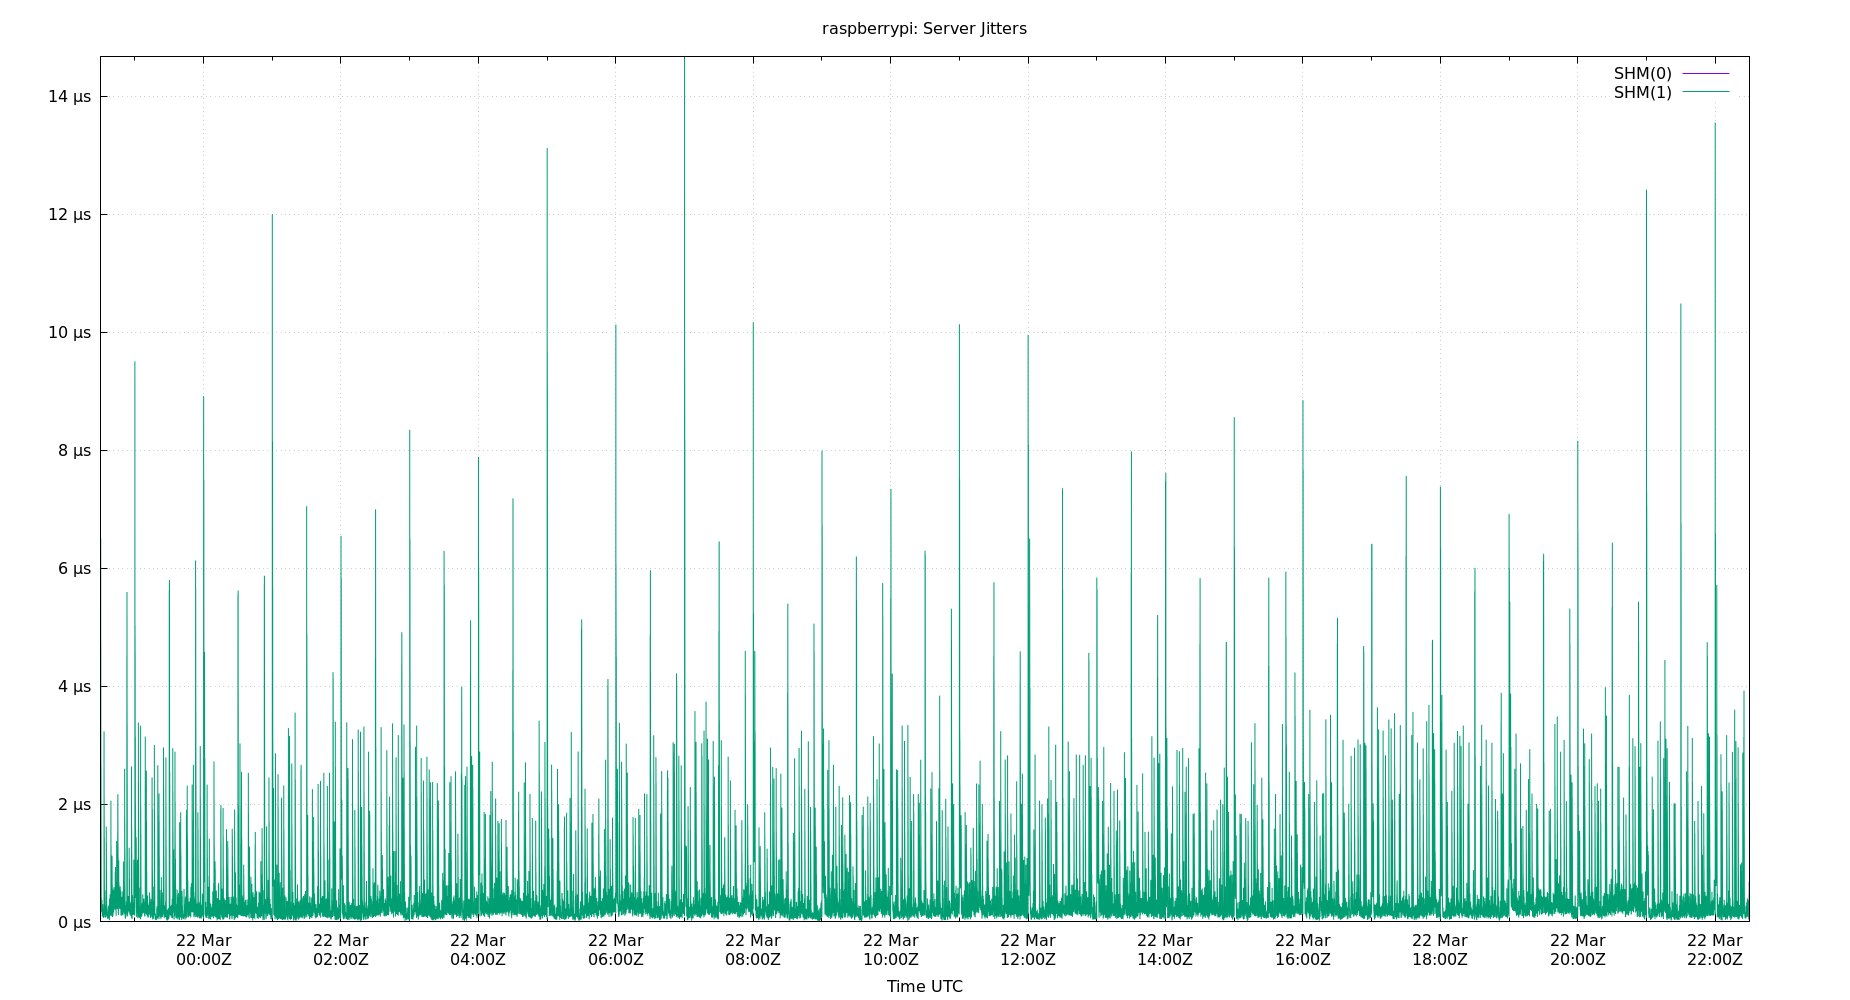 raspberrypi: Server Jitters
SHM(0)
SHM(1)
14 µs
12 µs
10 µs
8 µs
6 µs
4 µs
2 µs
0 µs
22 Mar 22 Mar 22 Mar 22 Mar 22 Mar 22 Mar 22 Mar 22 Mar 22 Mar 22 Mar 22 Mar 22 Mar
00:00Z 02:00Z 04:00Z 06:00Z 08:00Z 10:00Z 12:00Z 14:00Z 16:00Z 18:00Z 20:00Z 22:00Z
Time UTC